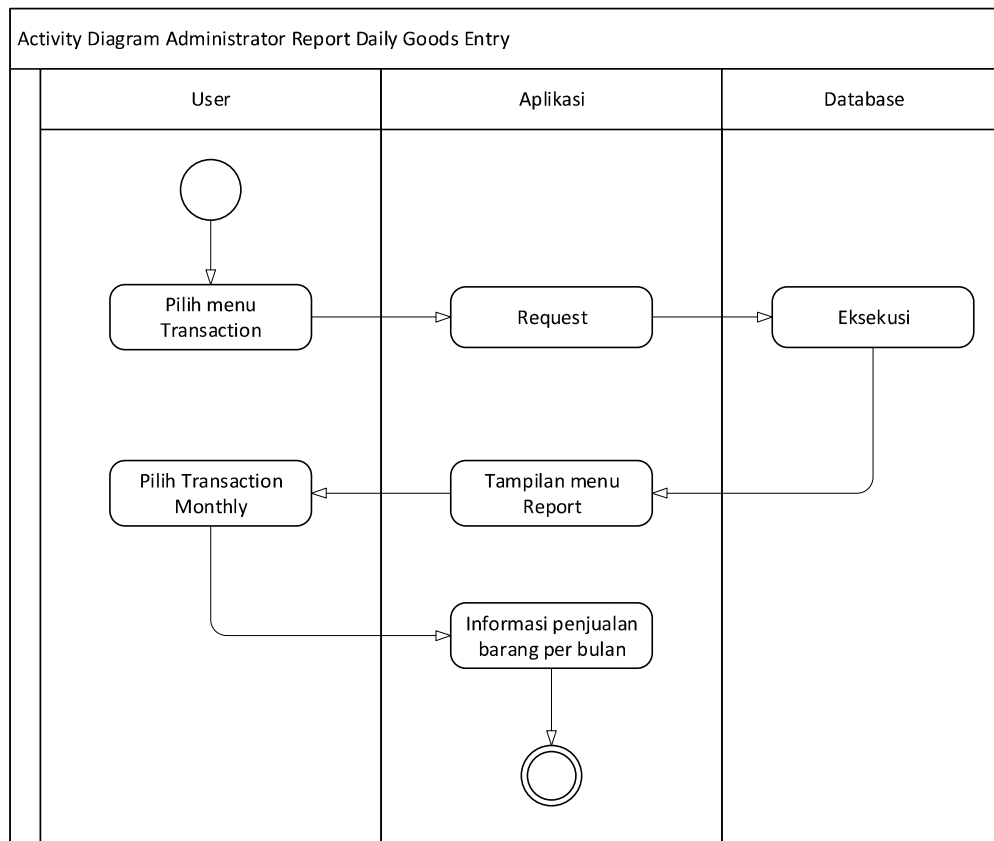 Activity Diagram Administrator Report Daily Goods Entry
User
Aplikasi
Database
Pilih menu
Transaction
Request
Eksekusi
Pilih Transaction
Monthly
Tampilan menu
Report
Informasi penjualan
barang per bulan